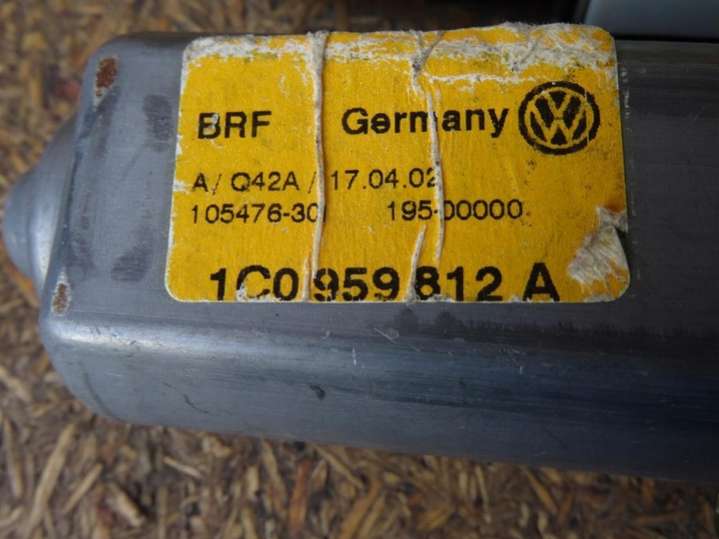 BRF Germany
A/ Q42A / 17.04.02
105476-30 195-00000
1C0 959 812 A